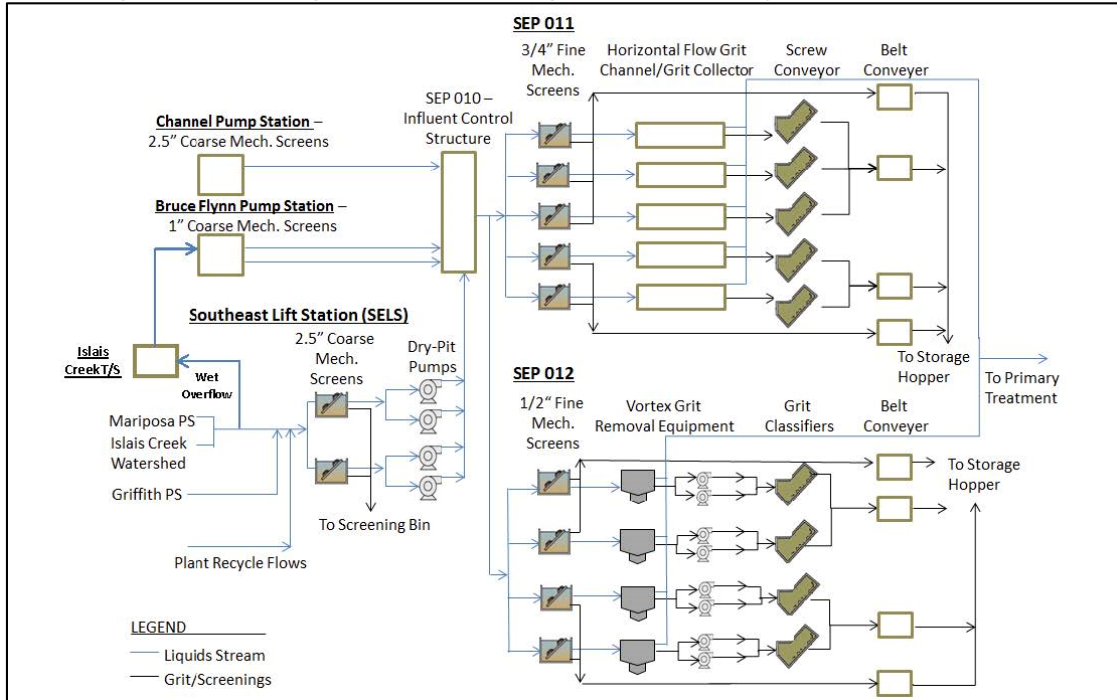 SEP 011
3/4” Fine
Mech.
Screens
Horizontal Flow Grit
Channel/Grit Collector
Screw
Conveyor
Belt
Conveyer
SEP 010 –
Influent Control
Structure
Channel Pump Station –
2.5” Coarse Mech. Screens
Bruce Flynn Pump Station –
1” Coarse Mech. Screens
Southeast Lift Station (SELS)
2.5” Coarse
Mech.
Screens
Dry-Pit
Pumps
Islais
CreekT/S
Wet
Overflow
Mariposa PS
Islais Creek
Watershed
Griffith PS
Plant Recycle Flows
To Screening Bin
To Storage
Hopper
To Primary
Treatment
SEP 012
1/2“ Fine
Mech.
Screens
Vortex Grit
Removal Equipment
Grit
Classifiers
Belt
Conveyer
To Storage
Hopper
LEGEND
Liquids Stream
Grit/Screenings